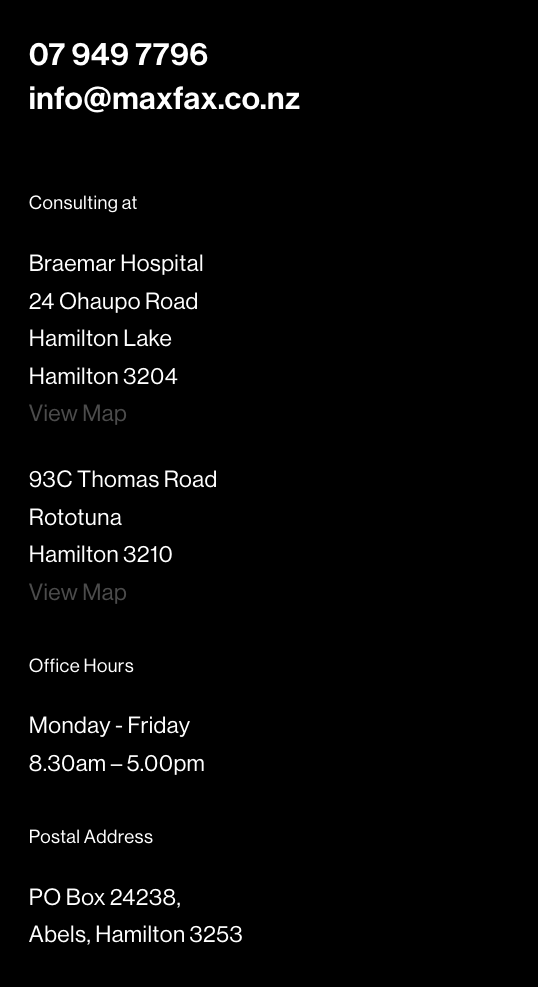 07 949 7796
info@maxfax.co.nz
Consulting at
Braemar Hospital
24 Ohaupo Road
Hamilton Lake
Hamilton 3204
View Map
93C Thomas Road
Rototuna
Hamilton 3210
View Map
Office Hours
Monday - Friday
8.30am – 5.00pm
Postal Address
PO Box 24238,
Abels, Hamilton 3253